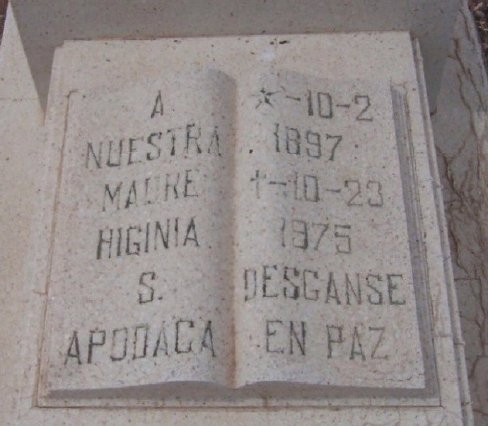 A
NUESTRA
MADRE
HIGINIA
S.
APODACA
☆-10-2
1897
†-10-23
1975
DESCANSE
EN PAZ